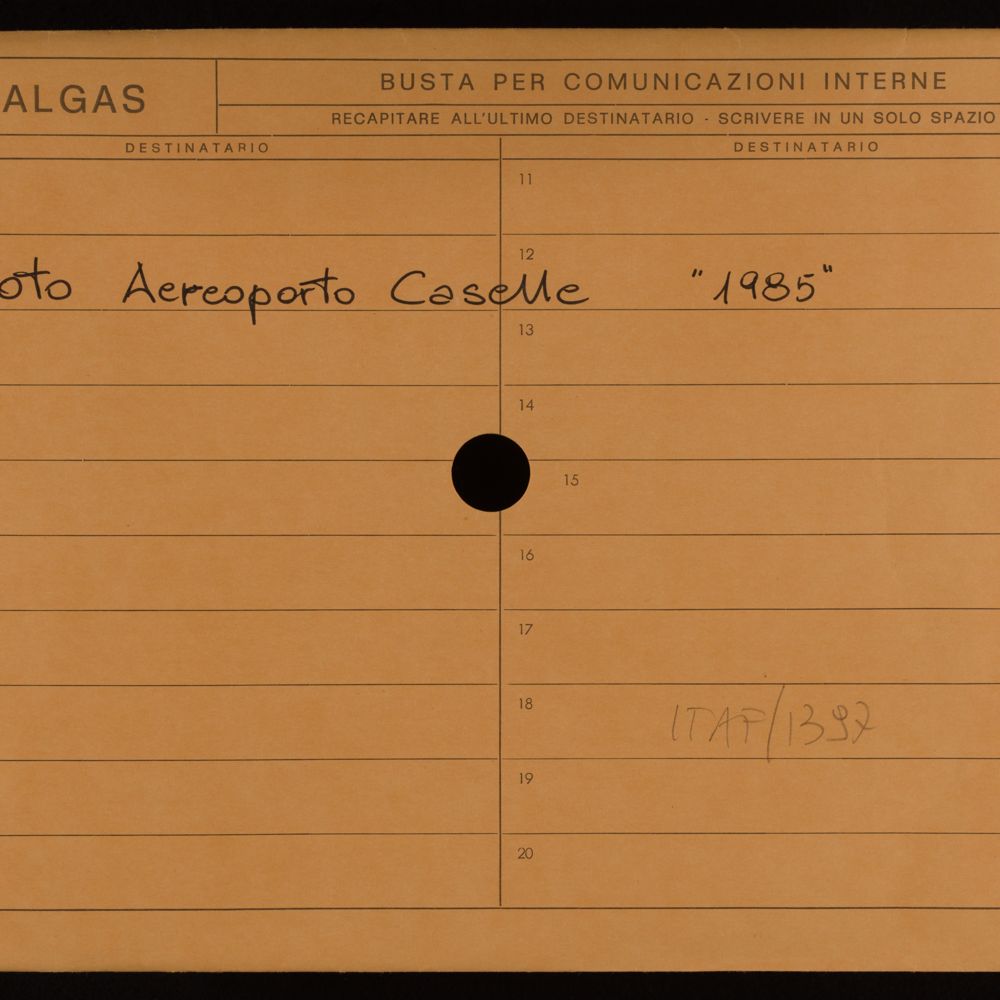 ALGAS
BUSTA PER COMUNICAZIONI INTERNE
RECAPITARE ALL'ULTIMO DESTINATARIO - SCRIVERE IN UN SOLO SPAZIO
DESTINATARIO
DESTINATARIO
11
12
oto Aereoporto Caselle "1985"
13
14
15
16
17
18
ITAF/1397
19
20